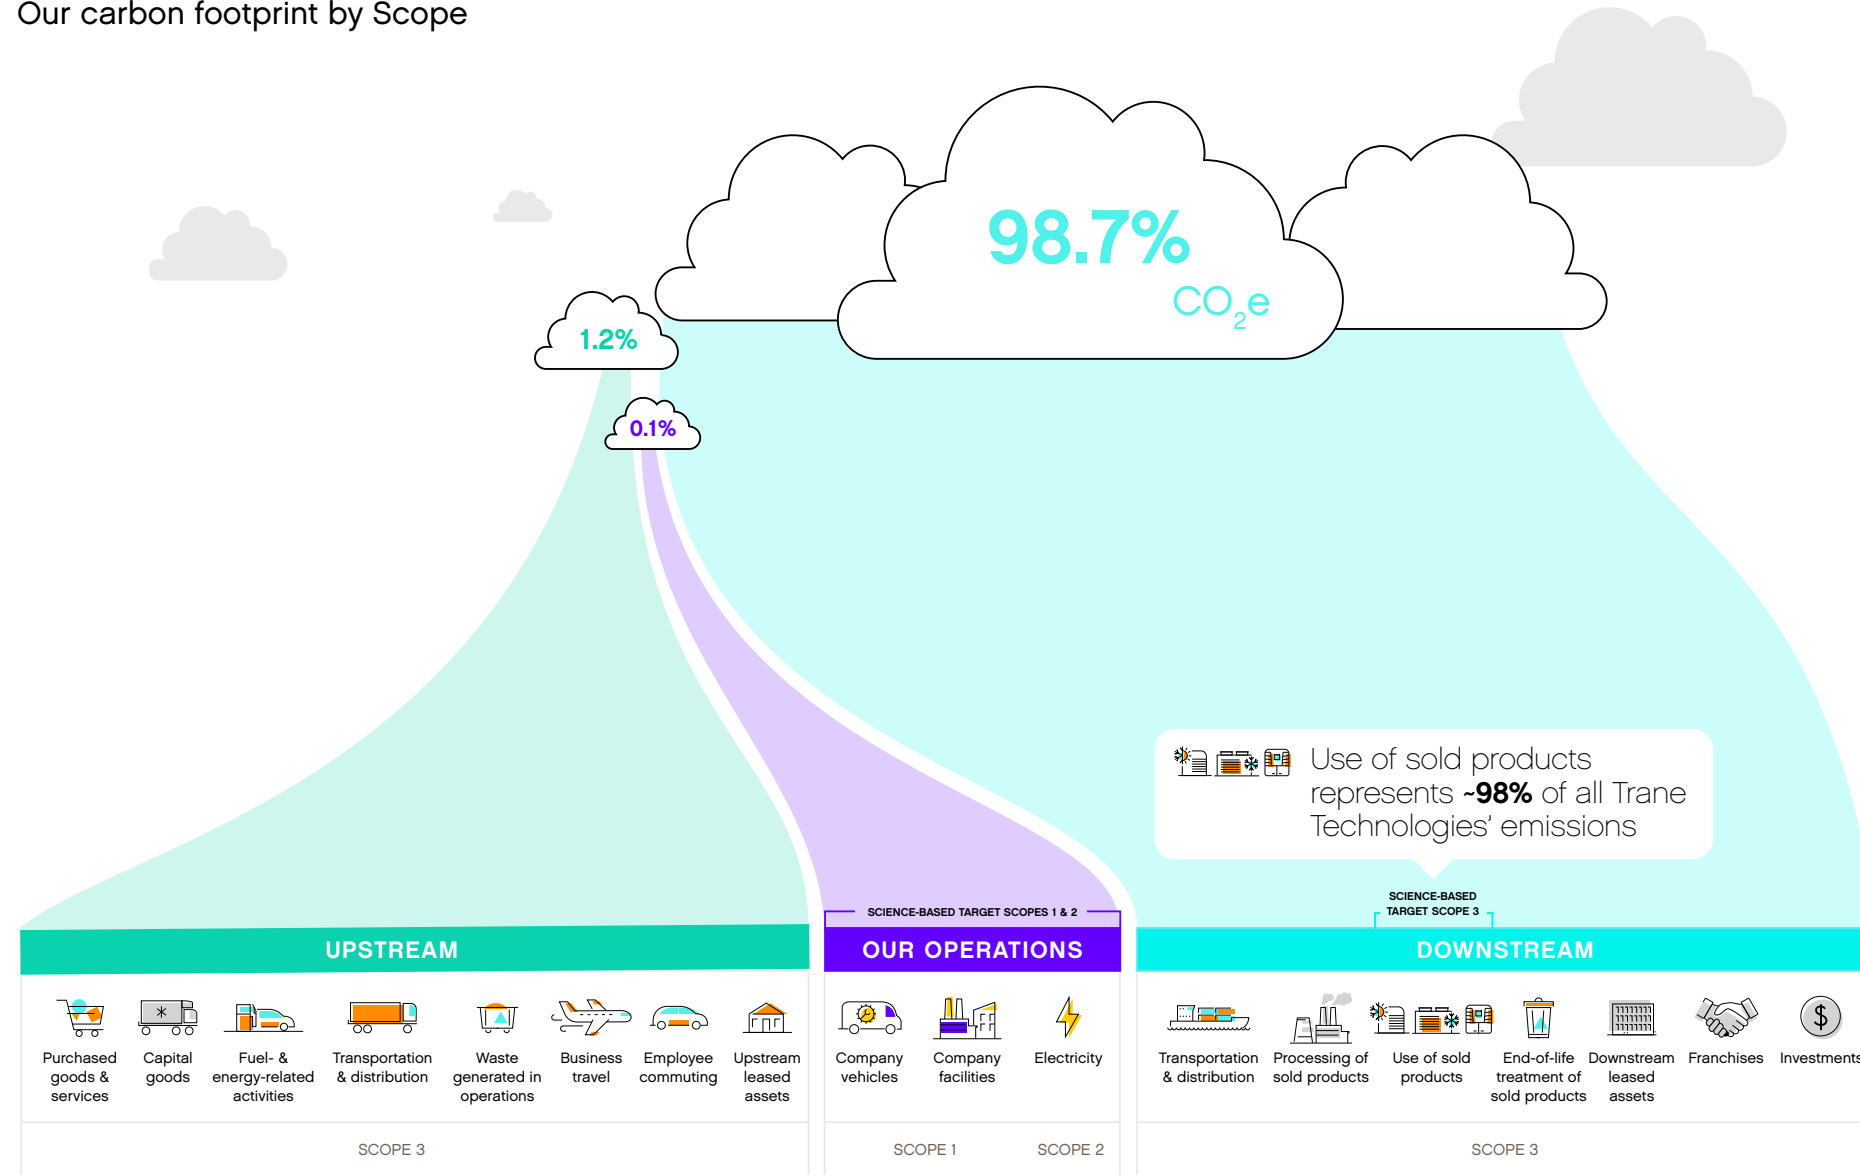 Our carbon footprint by Scope
98.7%
CO2e
1.2%
0.1%
Use of sold products
represents ~98% of all Trane
Technologies’ emissions
SCIENCE-BASED
TARGET SCOPE 3
SCIENCE-BASED TARGET SCOPES 1 & 2
UPSTREAM
OUR OPERATIONS
DOWNSTREAM
Purchased
goods &
services
Capital
goods
Fuel- &
energy-related
activities
Transportation
& distribution
Waste
generated in
operations
Business
travel
Employee
commuting
Upstream
leased
assets
Company
vehicles
Company
facilities
Electricity
Transportation
& distribution
Processing of
sold products
Use of sold
products
End-of-life
treatment of
sold products
Downstream
leased
assets
Franchises
$
Investments
SCOPE 3
SCOPE 1
SCOPE 2
SCOPE 3